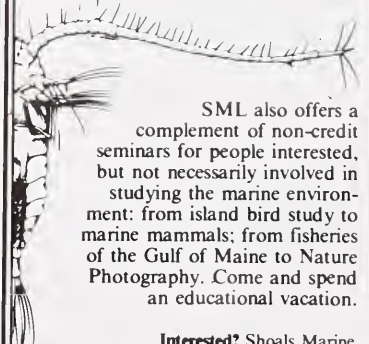 SML also offers a
complement of non-credit
seminars for people interested,
but not necessarily involved in
studying the marine environ-
ment: from island bird study to
marine mammals; from fisheries
of the Gulf of Maine to Nature
Photography. Come and spend
an educational vacation.
Interested? Shoals Marine